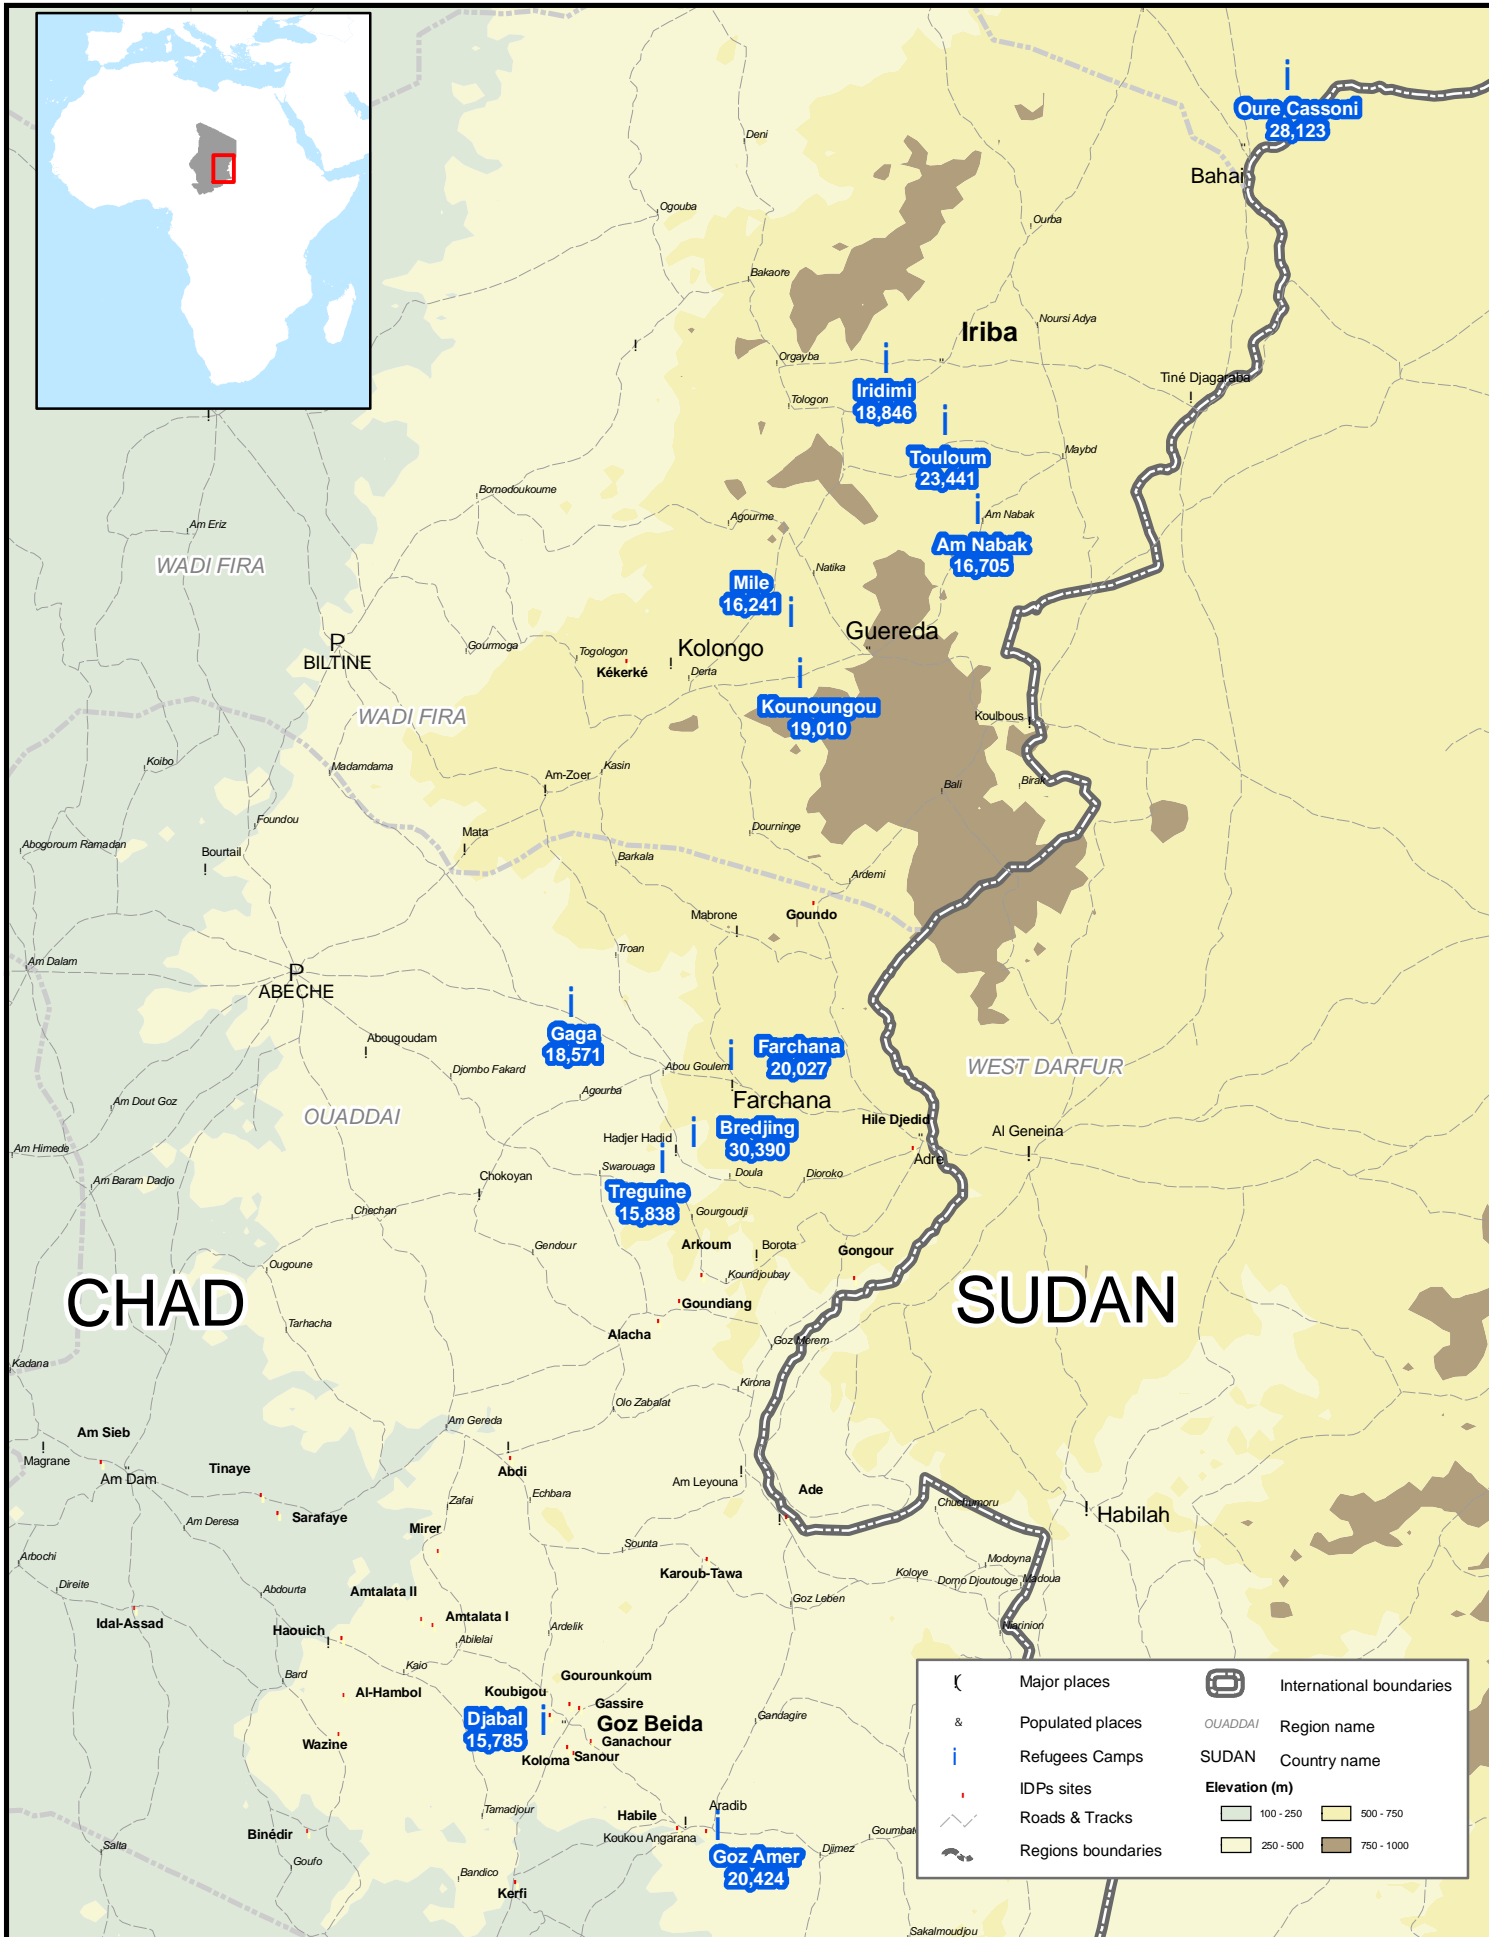 Oure Cassoni
28,123
Deni
Bahai
Ogouba
Ourba
Bakaore
Noursi Adya
Iriba
Orgayba
Tiné Djagaraba
Iridimi
18,846
Tologon
Touloum
23,441
Maybd
Bornodoukoume
Agourme
Am Nabak
Am Eriz
Am Nabak
16,705
WADI FIRA
Natika
Mile
16,241
Guereda
P
BILTINE
Gourmoga
Togologon
Kolongo
Kékerké
Derta
Kounoungou
19,010
WADI FIRA
Koulbous
Koibo
Madamdama
Am-Zoer
Kasin
Bali
Birak
Foundou
Mata
Dourninge
Abogoroum Ramadan
Bourtail
Barkala
Ardemi
Mabrone
Goundo
Troan
Am Dalam
P
ABECHE
Gaga
18,571
Abougoudam
Farchana
20,027
Djombo Fakard
Abou Goulem
WEST DARFUR
Agourba
Farchana
Am Dout Goz
OUADDAI
Hile Djedid
Bredjing
30,390
Hadjer Hadid
Al Geneina
Am Himede
Adre
Swarouaga
Doula
Dioroko
Chokoyan
Am Baram Dadjo
Treguine
15,838
Chechan
Gourgoudji
Gendour
Arkoum
Borota
Gongour
Ougoune
Koundjoubay
CHAD
SUDAN
Goundiang
Tarhacha
Alacha
Goz Merem
Kadana
Kirona
Olo Zabalat
Am Gereda
Am Sieb
Magrane
Tinaye
Am Dam
Abdi
Am Leyouna
Ade
Zafai
Echbara
Chuchumoru
Habilah
Sarafaye
Am Deresa
Mirer
Sounta
Arbochi
Karoub-Tawa
Modoyna
Koloye
Domo Djoutouge
Madoua
Direite
Abdourta
Amtalata II
Goz Leben
Idal-Assad
Amtalata I
Haouich
Abilelai
Ardelik
Niarinion
Bard
Kaio
Gourounkoum
Al-Hambol
Koubigou
Gassire
Djabal
15,785
Goz Beida
Gandagire
Wazine
Ganachour
Koloma
Sanour
Tamadjour
Habile
Aradib
Binédir
Koukou Angarana
Goumbat
Salta
Djimez
Goufo
Goz Amer
20,424
Bandico
Kerfi
Sakalmoudjou
Major places
International boundaries
&
Populated places
OUADDAI
Region name
Refugees Camps
SUDAN
Country name
IDPs sites
Elevation (m)
Roads & Tracks
100 - 250
500 - 750
Regions boundaries
250 - 500
750 - 1000